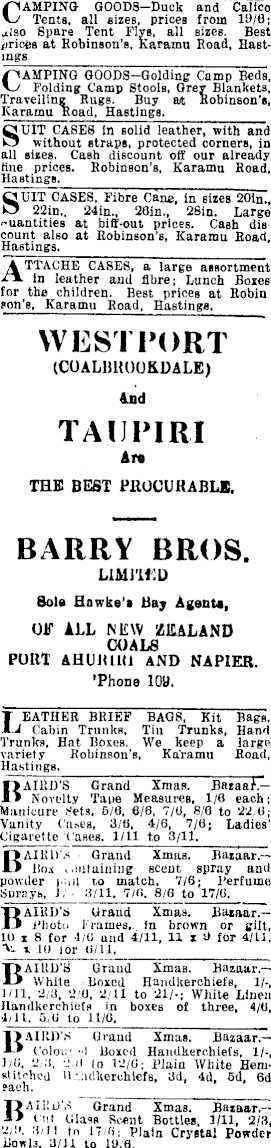 CAMPING GOODS—Duck and Calico
Tents, all sizes, prices from 19/6;
also Spare Tent Flys, all sizes. Best
prices at Robinson's, Karamu Road, Hast-
ings
CAMPING GOODS—Golding Camp Beds,
Folding Camp Stools, Grey Blankets,
Travelling Rugs. Buy at Robinson's,
Karamu Road, Hastings.
SUIT CASES in solid leather, with and
without straps, protected corners, in
all sizes. Cash discount off our already
fine prices. Robinson's, Karamu Road,
Hastings.
SUIT CASES, Fibre Cane, in sizes 20in.,
22in., 24in., 26in., 28in. Large
quantities at biff-out prices. Cash dis
count also at Robinson's, Karamu Road,
Hastings.
ATTACHE CASES, a large assortment
in leather and fibre; Lunch Boxes
for the children. Best prices at Robin
son's, Karamu Road, Hastings.
WESTPORT
(COALBROOKDALE)
And
TAUPIRI
Are
THE BEST PROCURABLE.
BARRY BROS.
LIMITED
Sole Hawke's Bay Agents,
OF ALL NEW ZEALAND
COALS
PORT AHURIRI AND NAPIER.
'Phone 109.
LEATHER BRIEF BAGS, Kit Bags.
Cabin Trunks, Tin Trunks, Hand
Trunks, Hat Boxes. We keep a large
variety Robinson's, Karamu Road,
Hastings.
BAIRD'S Grand Xmas. Bazaar.—
Novelty Tape Measures, 1/6 each;
Manicure Sets, 5/6, 6/6, 7/6, 8/6 to 22/6;
Vanity Cases, 3/6, 4/6, 7/6; Ladies'
Cigarette Cases. 1/11 to 3/11.
BAIRD'S Grand Xmas. Bazaar.—
Box containing scent spray and
powder puff to match, 7/6; Perfume
Sprays, 3/11, 7/6, 8/6 to 17/6.
BAIRD'S Grand Xmas. Bazaar.—
Photo Frames, in brown or gilt,
10 x 8 for 4/6 and 4/11, 11 x 9 for 4/11,
x 10 for 6/11.
BAIRD'S Grand Xmas. Bazaar.—
White Boxed Handkerchiefs, 1/-,
1/11, 2/3, 2/6, 2/11 to 21/-; White Linen
Handkerchiefs in boxes of three, 4/6,
4/11, 5/6 to 11/6.
BAIRD'S Grand Xmas. Bazaar.—
Coloured Boxed Handkerchiefs, 1/-,
1/6, 2/3, to 12/6; Plain White Hem-
stitched Handkerchiefs, 3d, 4d, 5d, 6d
each.
BAIRD'S Grand Xmas. Bazaar.—
Cut Glass Scent Bottles, 1/11, 2/3,
2/9, 3/11 to 17/6; Plain Crystal Powder
Bowls, 3/11 to 19/6.